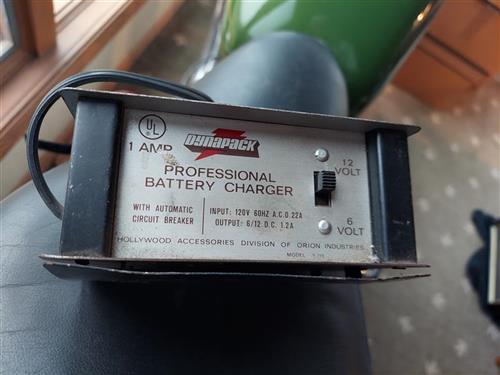 UL
1 AMP
DYNAPACK
PROFESSIONAL
BATTERY CHARGER
WITH AUTOMATIC
CIRCUIT BREAKER
INPUT: 120V 60HZ A.C.0.22A
OUTPUT: 6/12 D.C. 1.2A
12
VOLT
6
VOLT
HOLLYWOOD ACCESSORIES DIVISION OF ORION INDUSTRIES
MODEL